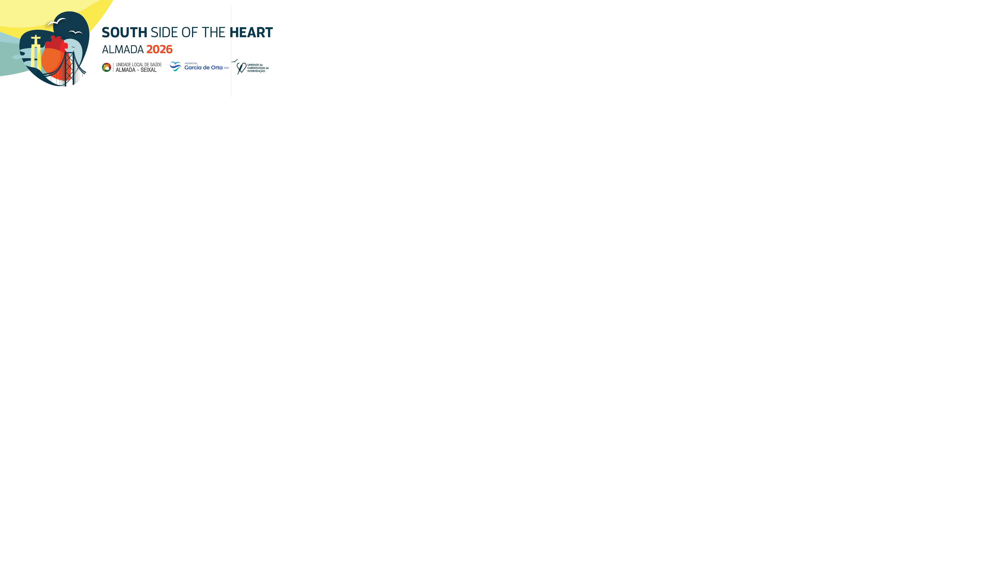 SOUTH SIDE OF THE HEART
ALMADA 2026
UNIDADE LOCAL DE SAÚDE
ALMADA - SEIXAL
HOSPITAL
Garcia de Orta E.P.E.
UNIDADE de
CARDIOLOGIA de
INTERVENÇÃO